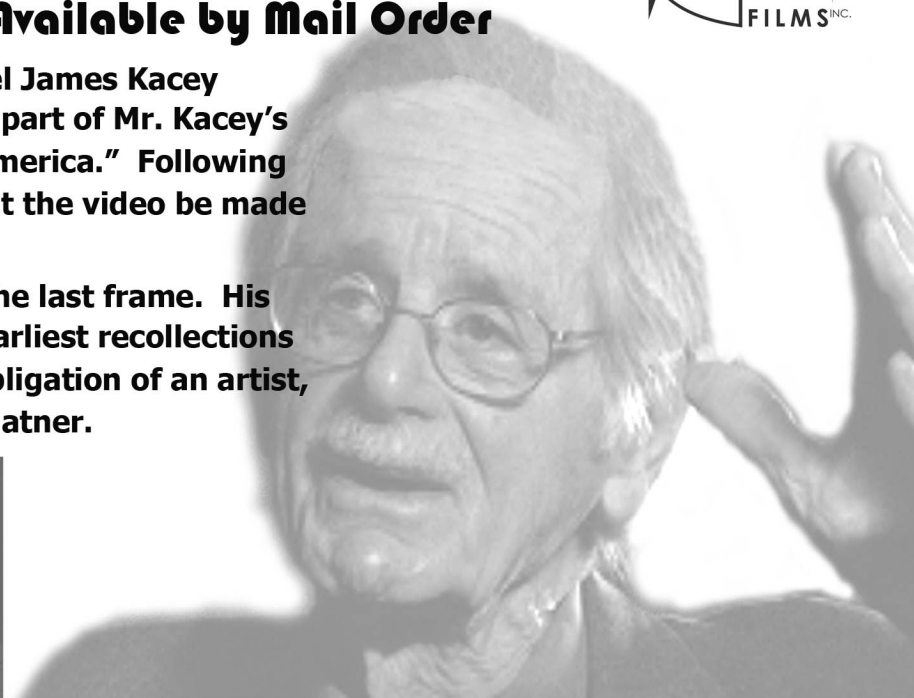 Available by Mail Order
FILMS INC.
el James Kacey
part of Mr. Kacey’s
merica.”  Following
t the video be made
he last frame.  His
arliest recollections
bligation of an artist,
atner.